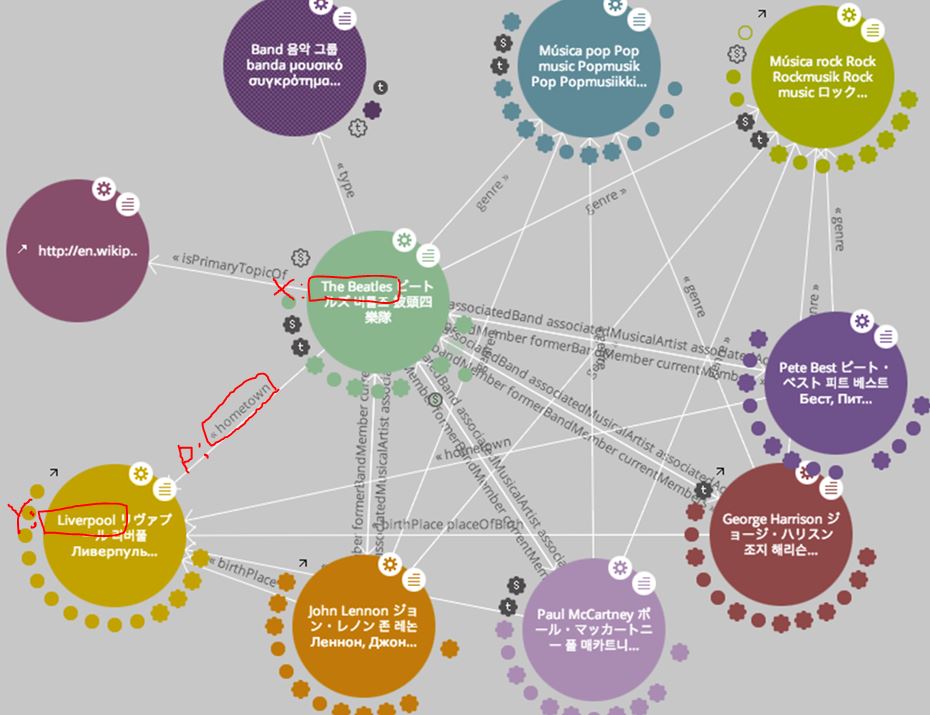 Band 음악 그룹
banda μουσικό
συγκρότημα...
Música pop Pop
music Popmusik
Pop Popmusiikki...
Música rock Rock
Rockmusik Rock
music ロック...
« type
genre »
genre »
« genre
http://en.wikip..
« isPrimaryTopicOf
X:
The Beatles ビート
ルズ 비틀즈 披頭四
樂隊
« genre
genre »
associatedBand associatedMusicalArtist
bandMember formerBandMember currentMember
Pete Best ピート・
ベスト 피트 베스트
Бест, Пит...
« hometown
P:
associatedBand associatedMusicalArtist
bandMember formerBandMember currentMember
« hometown
Y:
Liverpool リヴァプ
ール 리버풀
Ливерпуль...
birthPlace placeOfBirth
George Harrison ジ
ョージ・ハリスン
조지 해리슨...
« birthPlace
John Lennon ジョ
ン・レノン 존 레논
Леннон, Джон...
Paul McCartney ポ
ール・マッカートニ
ー 폴 매카트니...